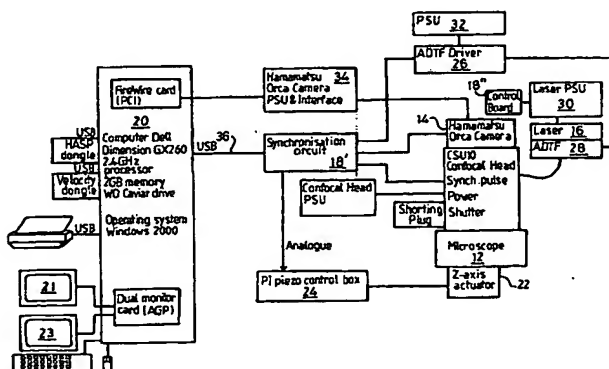 PSU
32
ADTF Driver
26
FireWire card
(PCI)
Hamamatsu 34
Orca Camera
PSU & Interface
18"
Control
Board
Laser PSU
30
14
Hamamatsu
Orca Camera
Laser 16
ADTF 28
20
Computer Dell
Dimension GX260
2.4GHz
processor
2GB memory
WD Caviar drive
USB
HASP
dongle
USB
Velocity
dongle
USB 36
Synchronisation
circuit
18'
CSU10
Confocal Head
Synch. pulse
Power
Shutter
Confocal Head
PSU
Shorting
Plug
USB
Operating system
Windows 2000
Analogue
Microscope
12
21
23
Dual monitor
card (AGP)
PI piezo control box
24
Z-axis
actuator
22